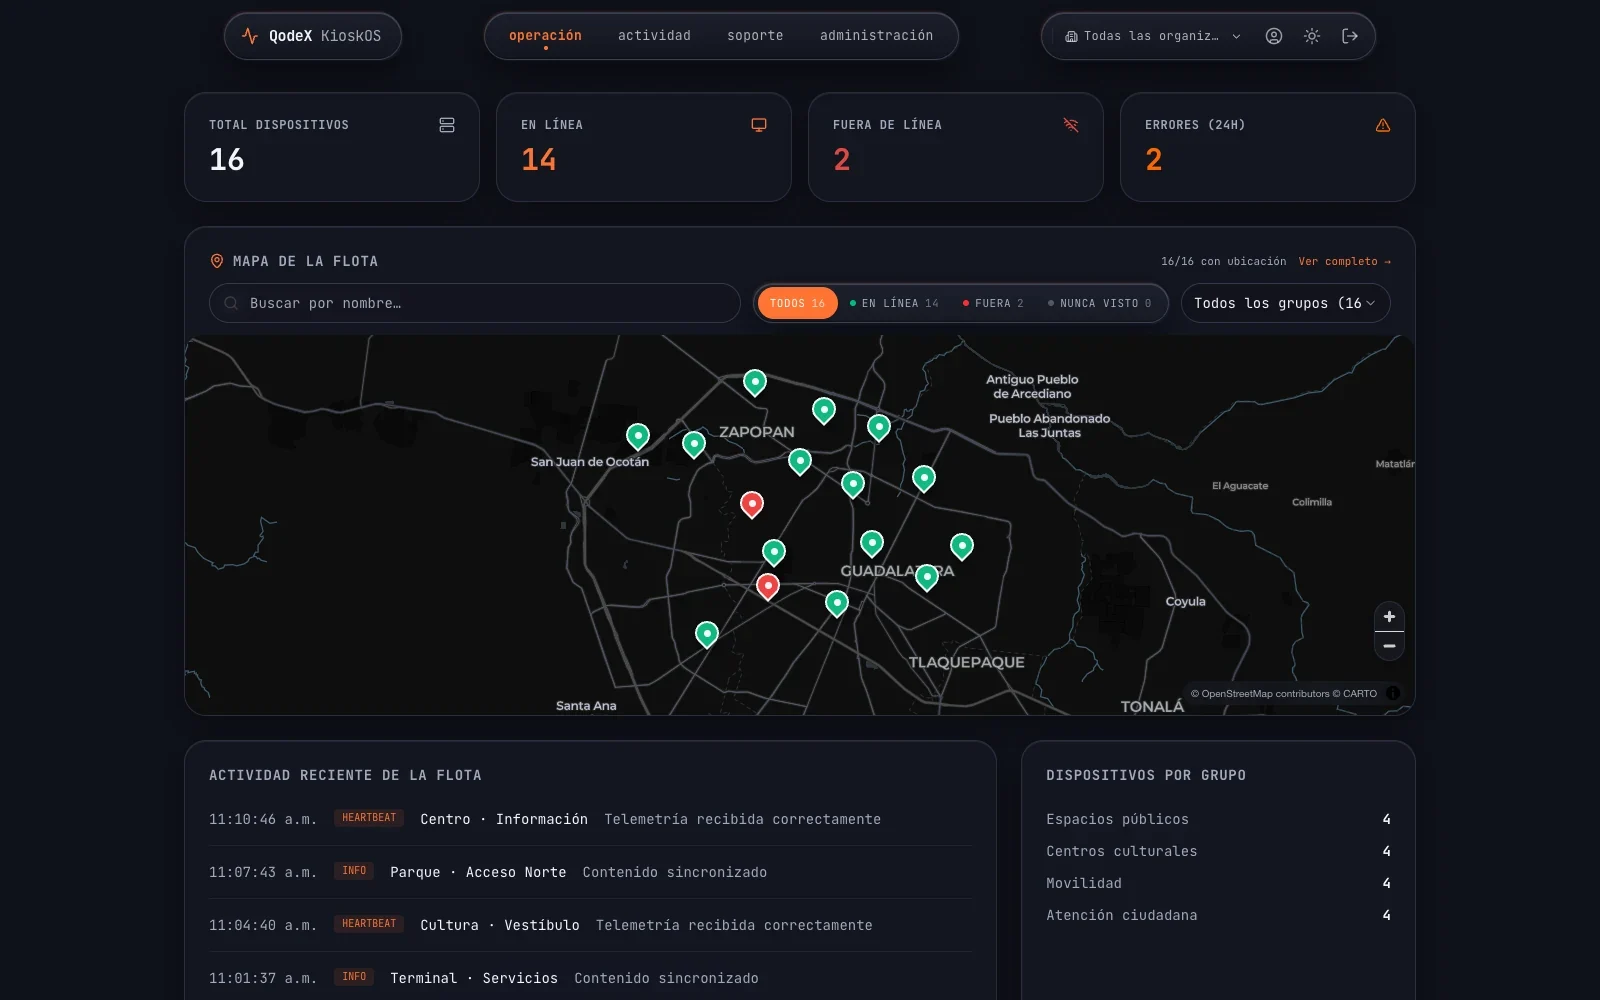 QodeX KioskOS
operación
actividad
soporte
administración
Todas las organiz…
TOTAL DISPOSITIVOS
16
EN LÍNEA
14
FUERA DE LÍNEA
2
ERRORES (24H)
2
MAPA DE LA FLOTA
16/16 con ubicación
Ver completo →
Buscar por nombre…
TODOS 16
EN LÍNEA 14
FUERA 2
NUNCA VISTO 0
Todos los grupos (16
Antiguo Pueblo
de Arcediano
Pueblo Abandonado
Las Juntas
ZAPOPAN
San Juan de Ocotán
Matatlán
El Aguacate
Colimilla
GUADALAJARA
Coyula
TLAQUEPAQUE
Santa Ana
TONALÁ
© OpenStreetMap contributors © CARTO
ACTIVIDAD RECIENTE DE LA FLOTA
11:10:46 a.m. HEARTBEAT Centro · Información Telemetría recibida correctamente
11:07:43 a.m. INFO Parque · Acceso Norte Contenido sincronizado
11:04:40 a.m. HEARTBEAT Cultura · Vestíbulo Telemetría recibida correctamente
11:01:37 a.m. INFO Terminal · Servicios Contenido sincronizado
DISPOSITIVOS POR GRUPO
Espacios públicos 4
Centros culturales 4
Movilidad 4
Atención ciudadana 4